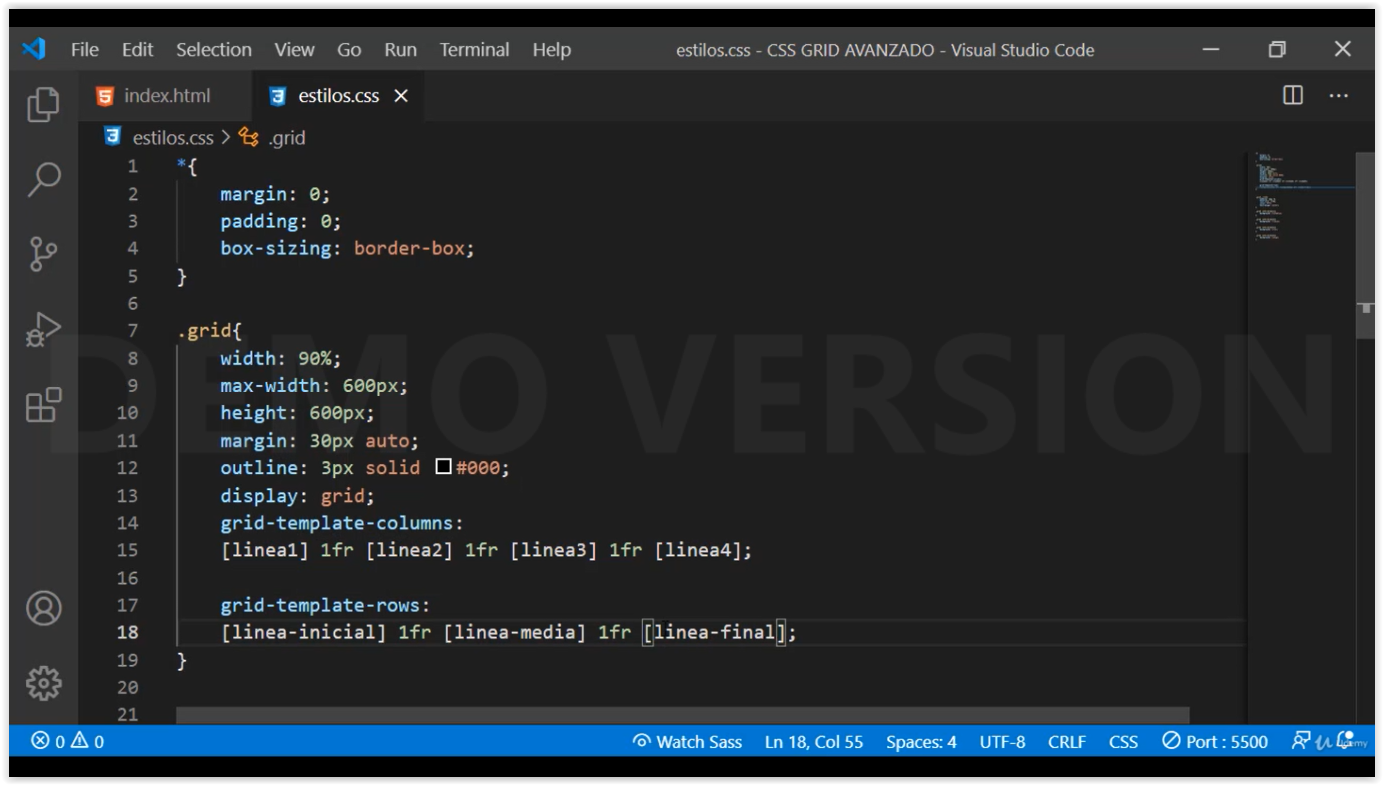 File Edit Selection View Go Run Terminal Help estilos.css - CSS GRID AVANZADO - Visual Studio Code
index.html estilos.css
estilos.css > .grid
1 *{
2 margin: 0;
3 padding: 0;
4 box-sizing: border-box;
5 }
6
7 .grid{
8 width: 90%;
9 max-width: 600px;
10 height: 600px;
11 margin: 30px auto;
12 outline: 3px solid #000;
13 display: grid;
14 grid-template-columns:
15 [linea1] 1fr [linea2] 1fr [linea3] 1fr [linea4];
16
17 grid-template-rows:
18 [linea-inicial] 1fr [linea-media] 1fr [linea-final];
19 }
20
21
DEMO VERSION
0 0 Watch Sass Ln 18, Col 55 Spaces: 4 UTF-8 CRLF CSS Port : 5500